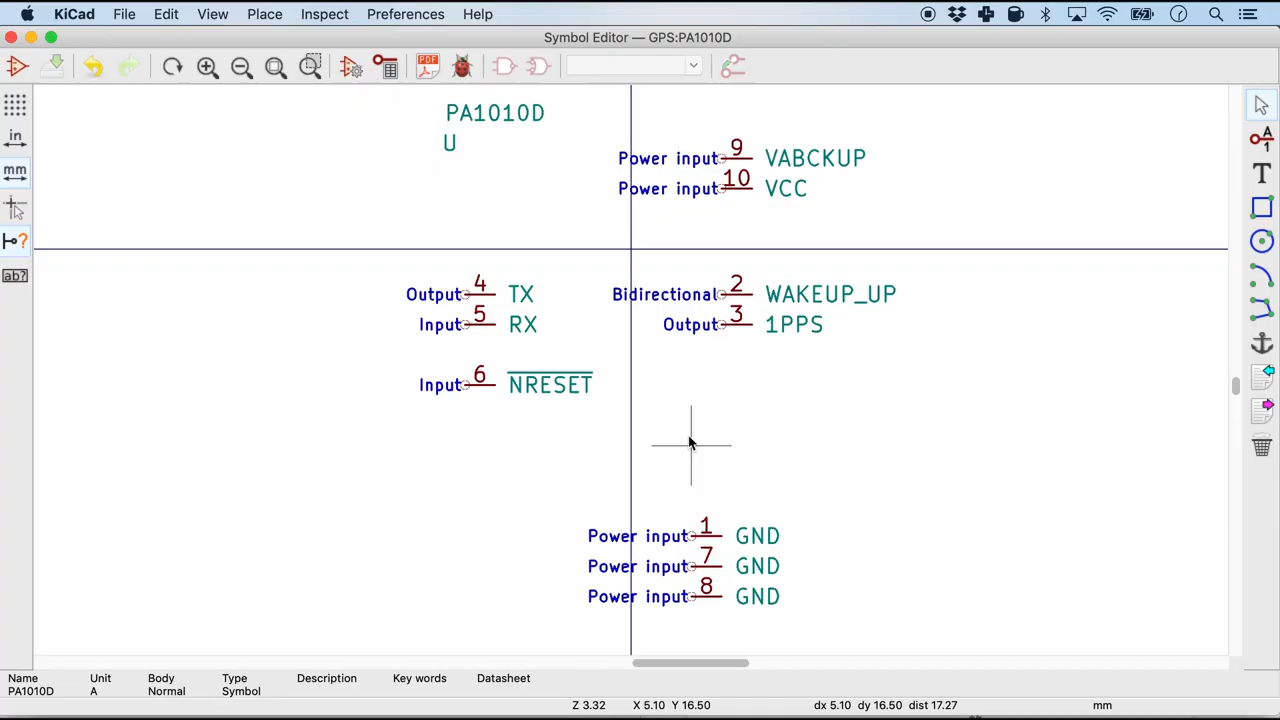 KiCad File Edit View Place Inspect Preferences Help
Symbol Editor — GPS:PA1010D
PDF
in
mm
ab?
A
1
T
PA1010D
U
Power input 9 VABCKUP
Power input 10 VCC
Output 4 TX
Input 5 RX
Input 6 NRESET
Bidirectional 2 WAKEUP_UP
Output 3 1PPS
Power input 1 GND
Power input 7 GND
Power input 8 GND
Name Unit Body Type Description Key words Datasheet
PA1010D A Normal Symbol
Z 3.32 X 5.10 Y 16.50 dx 5.10 dy 16.50 dist 17.27 mm